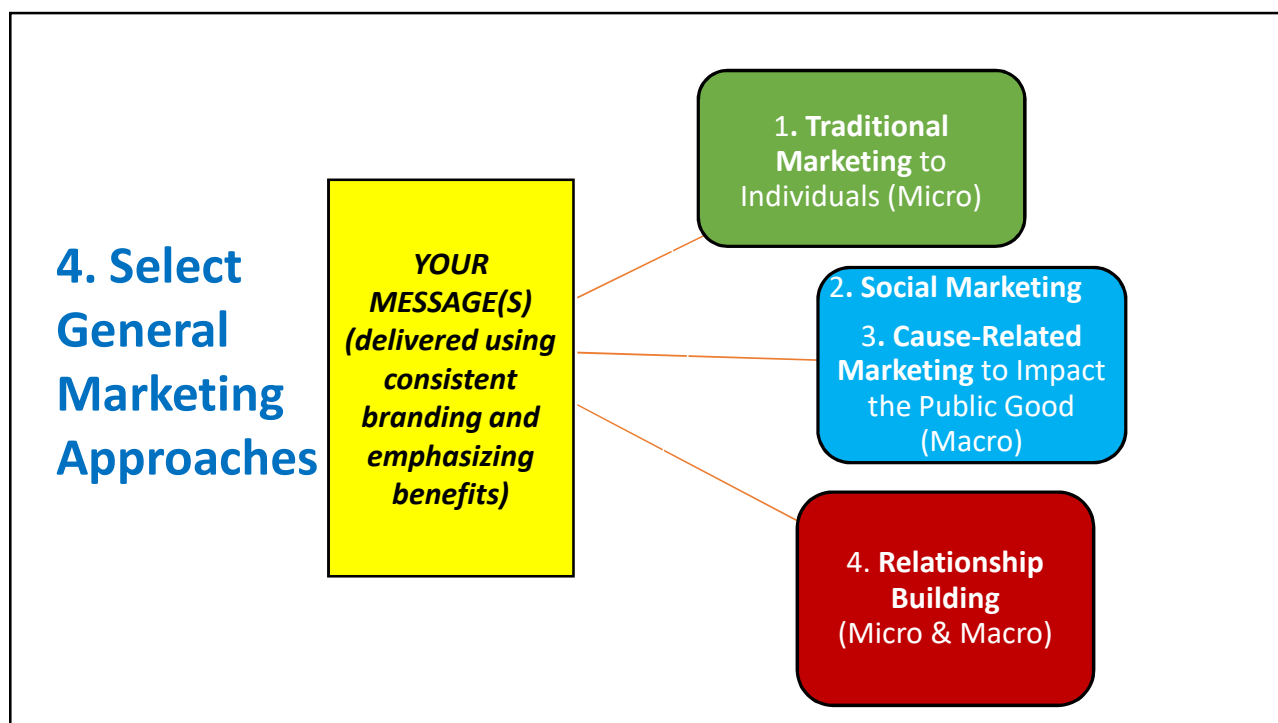 4. Select
General
Marketing
Approaches
YOUR
MESSAGE(S)
(delivered using
consistent
branding and
emphasizing
benefits)
1. Traditional
Marketing to
Individuals (Micro)
2. Social Marketing
3. Cause-Related
Marketing to Impact
the Public Good
(Macro)
4. Relationship
Building
(Micro & Macro)